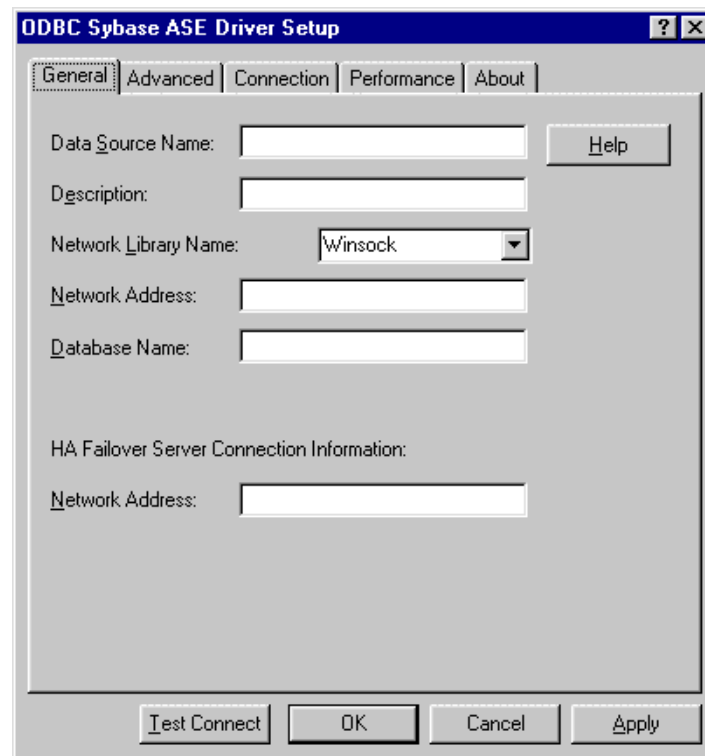 ODBC Sybase ASE Driver Setup
General Advanced Connection Performance About
Data Source Name: Help
Description:
Network Library Name: Winsock
Network Address:
Database Name:
HA Failover Server Connection Information:
Network Address:
Test Connect OK Cancel Apply